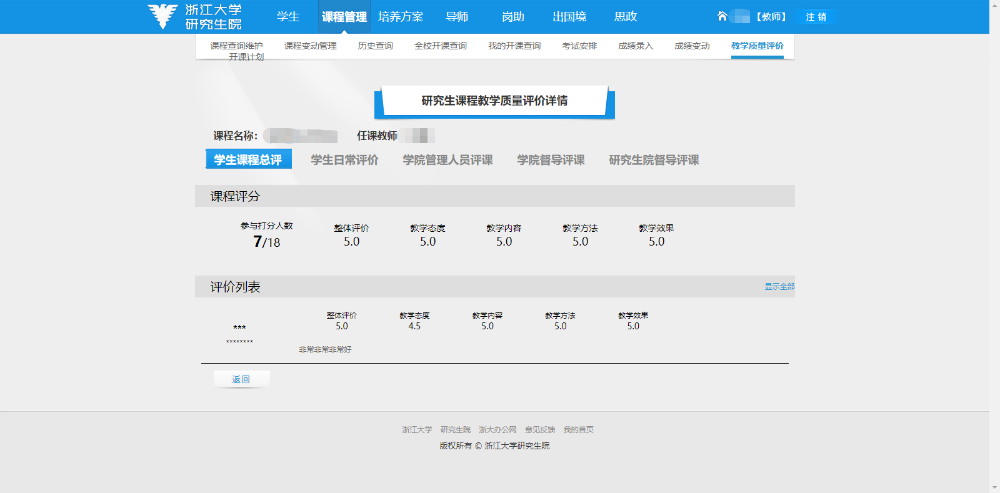 浙江大学
研究生院
学生 课程管理 培养方案 导师 岗助 出国境 思政
【教师】 注 销
课程查询维护 课程变动管理 历史查询 全校开课查询 我的开课查询 考试安排 成绩录入 成绩变动 教学质量评价
开课计划
研究生课程教学质量评价详情
课程名称： 任课教师
学生课程总评 学生日常评价 学院管理人员评课 学院督导评课 研究生院督导评课
课程评分
参与打分人数 整体评价 教学态度 教学内容 教学方法 教学效果
7/18 5.0 5.0 5.0 5.0 5.0
评价列表 显示全部
整体评价 教学态度 教学内容 教学方法 教学效果
*** 5.0 4.5 5.0 5.0 5.0
********
非常非常非常好
返回
浙江大学 研究生院 浙大办公网 意见反馈 我的首页
版权所有 © 浙江大学研究生院